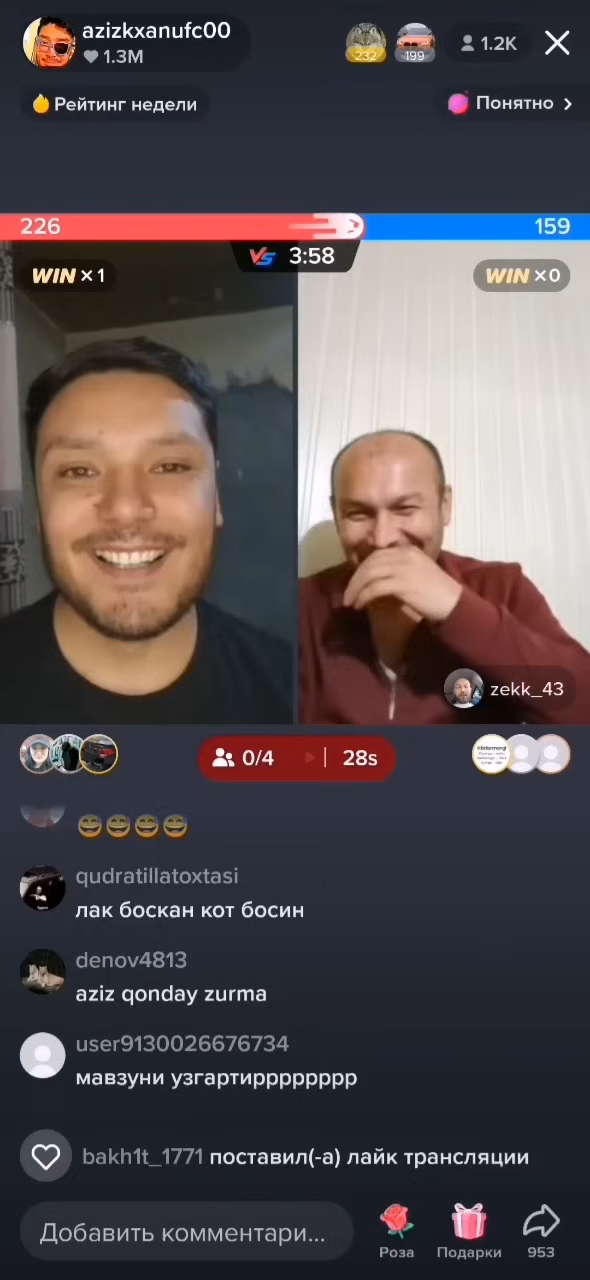 azizkxanufc00
1.3M
232
199
1.2K
Рейтинг недели
Понятно
226
159
VS 3:58
WIN x 1
WIN x 0
zekk_43
0/4
28s
qudratillatoxtasi
лак боскан кот босин
denov4813
aziz qonday zurma
user9130026676734
мавзуни узгартирррррррр
bakh1t_1771 поставил(-а) лайк трансляции
Добавить комментари...
Роза
Подарки
953